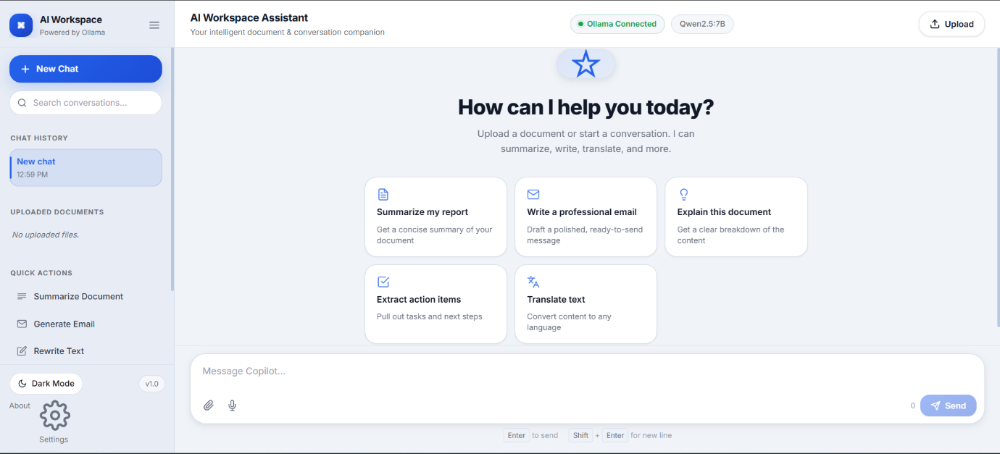 AI Workspace
Powered by Ollama
New Chat
Search conversations...
CHAT HISTORY
New chat
12:59 PM
UPLOADED DOCUMENTS
No uploaded files.
QUICK ACTIONS
Summarize Document
Generate Email
Rewrite Text
Dark Mode
v1.0
About
Settings
AI Workspace Assistant
Your intelligent document & conversation companion
Ollama Connected
Qwen2.5:7B
Upload
How can I help you today?
Upload a document or start a conversation. I can
summarize, write, translate, and more.
Summarize my report
Get a concise summary of your
document
Write a professional email
Draft a polished, ready-to-send
message
Explain this document
Get a clear breakdown of the
content
Extract action items
Pull out tasks and next steps
Translate text
Convert content to any
language
Message Copilot...
0
Send
Enter to send Shift + Enter for new line